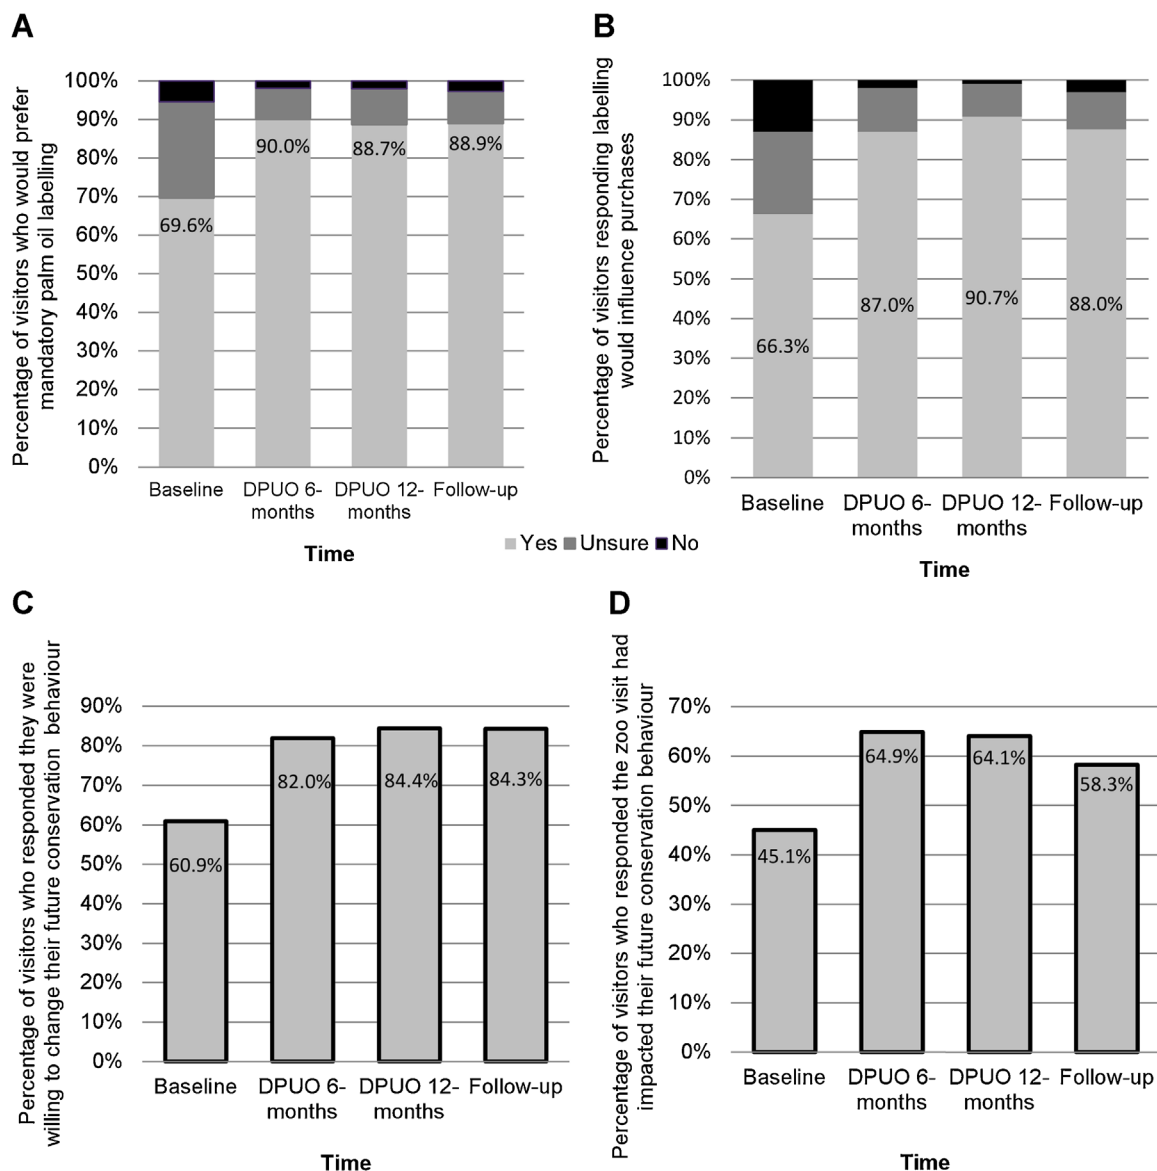 A
Percentage of visitors who would prefer
mandatory palm oil labelling
100%
90%
80%
70%
60%
50%
40%
30%
20%
10%
0%
69.6%
90.0%
88.7%
88.9%
Baseline
DPUO 6-
months
DPUO 12-
months
Follow-up
Time
B
Percentage of visitors responding labelling
would influence purchases
100%
90%
80%
70%
60%
50%
40%
30%
20%
10%
0%
66.3%
87.0%
90.7%
88.0%
Baseline
DPUO 6-
months
DPUO 12-
months
Follow-up
Time
Yes Unsure No
C
Percentage of visitors who responded they were
willing to change their future conservation behaviour
90%
80%
70%
60%
50%
40%
30%
20%
10%
0%
60.9%
82.0%
84.4%
84.3%
Baseline
DPUO 6-
months
DPUO 12-
months
Follow-up
Time
D
Percentage of visitors who responded the zoo visit had
impacted their future conservation behaviour
70%
60%
50%
40%
30%
20%
10%
0%
45.1%
64.9%
64.1%
58.3%
Baseline
DPUO 6-
months
DPUO 12-
months
Follow-up
Time